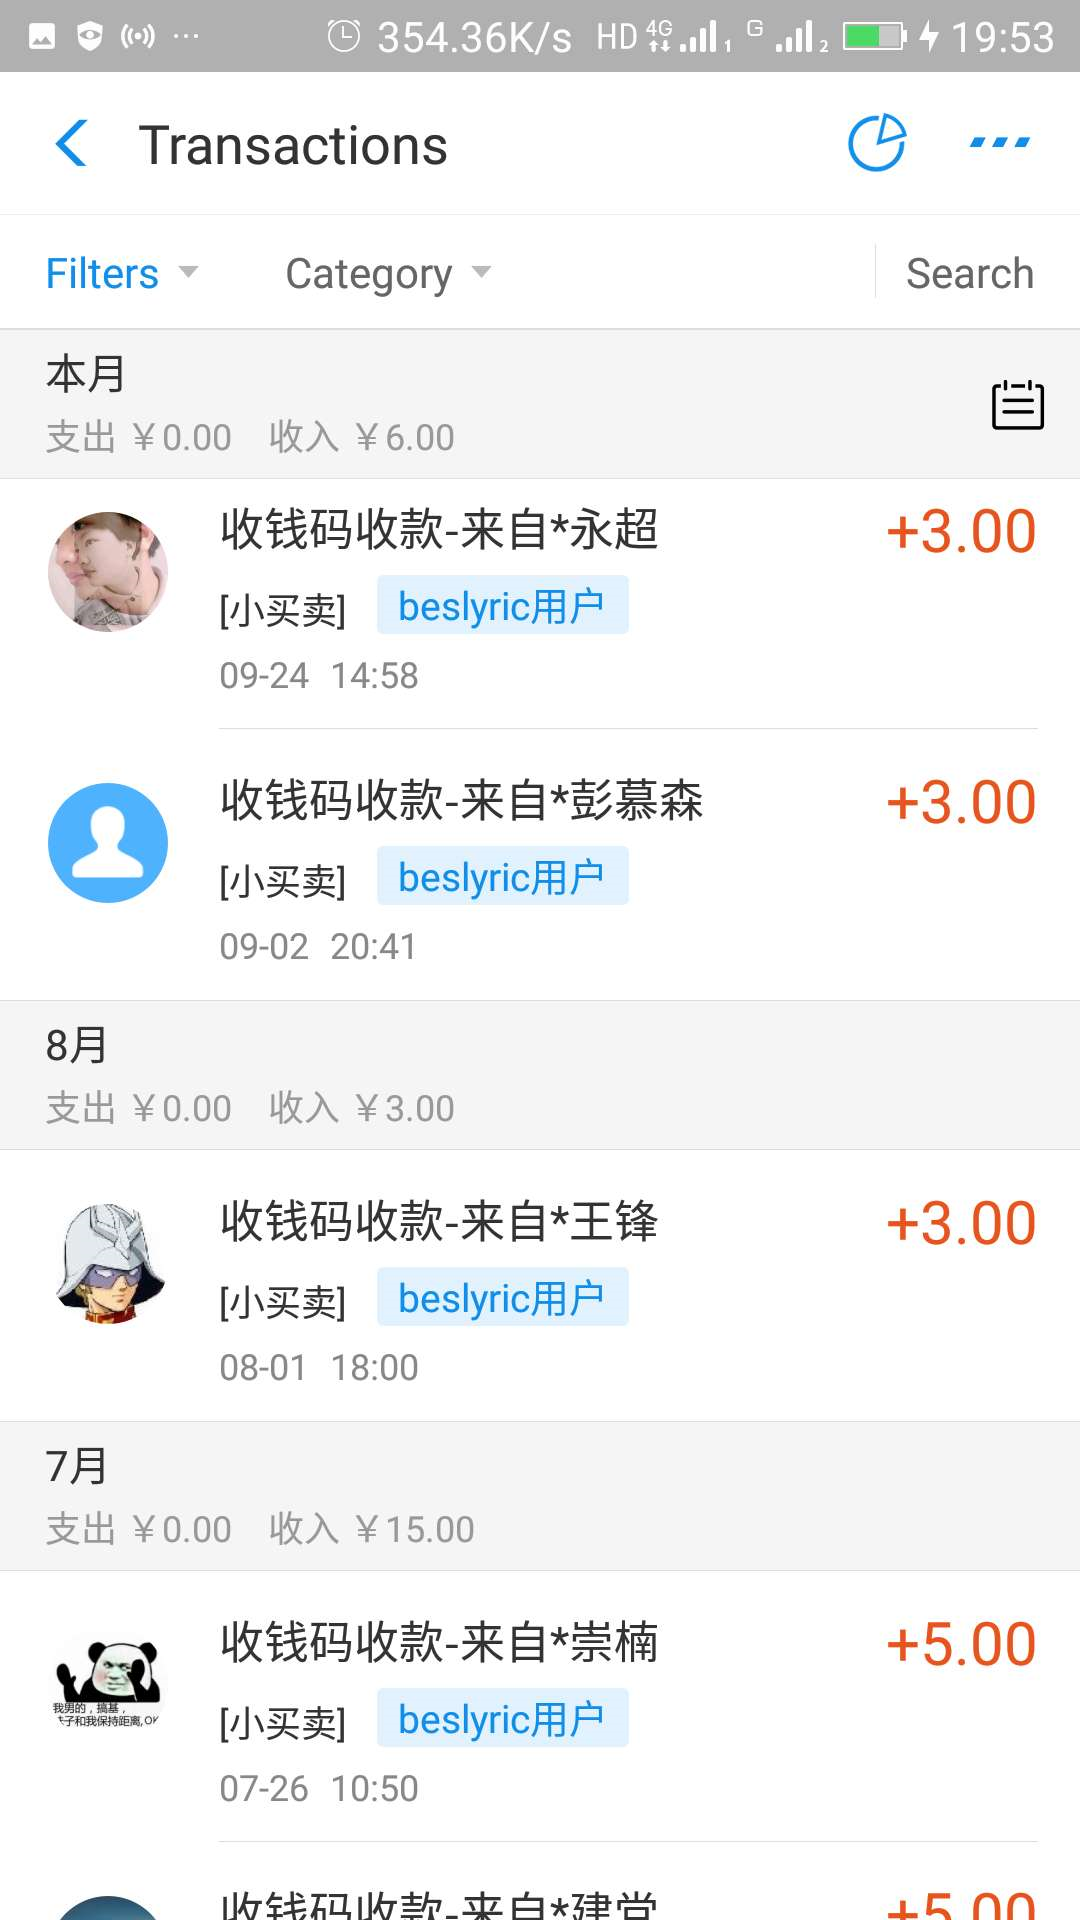 354.36K/s HD 4G 1 G 2 19:53
Transactions
Filters Category Search
本月
支出 ￥0.00 收入 ￥6.00
收钱码收款-来自*永超 +3.00
[小买卖] beslyric用户
09-24 14:58
收钱码收款-来自*彭慕森 +3.00
[小买卖] beslyric用户
09-02 20:41
8月
支出 ￥0.00 收入 ￥3.00
收钱码收款-来自*王锋 +3.00
[小买卖] beslyric用户
08-01 18:00
7月
支出 ￥0.00 收入 ￥15.00
收钱码收款-来自*崇楠 +5.00
我男的，搞基，
子和我保持距离,OK
[小买卖] beslyric用户
07-26 10:50
收钱码收款-来自*建堂 +5.00